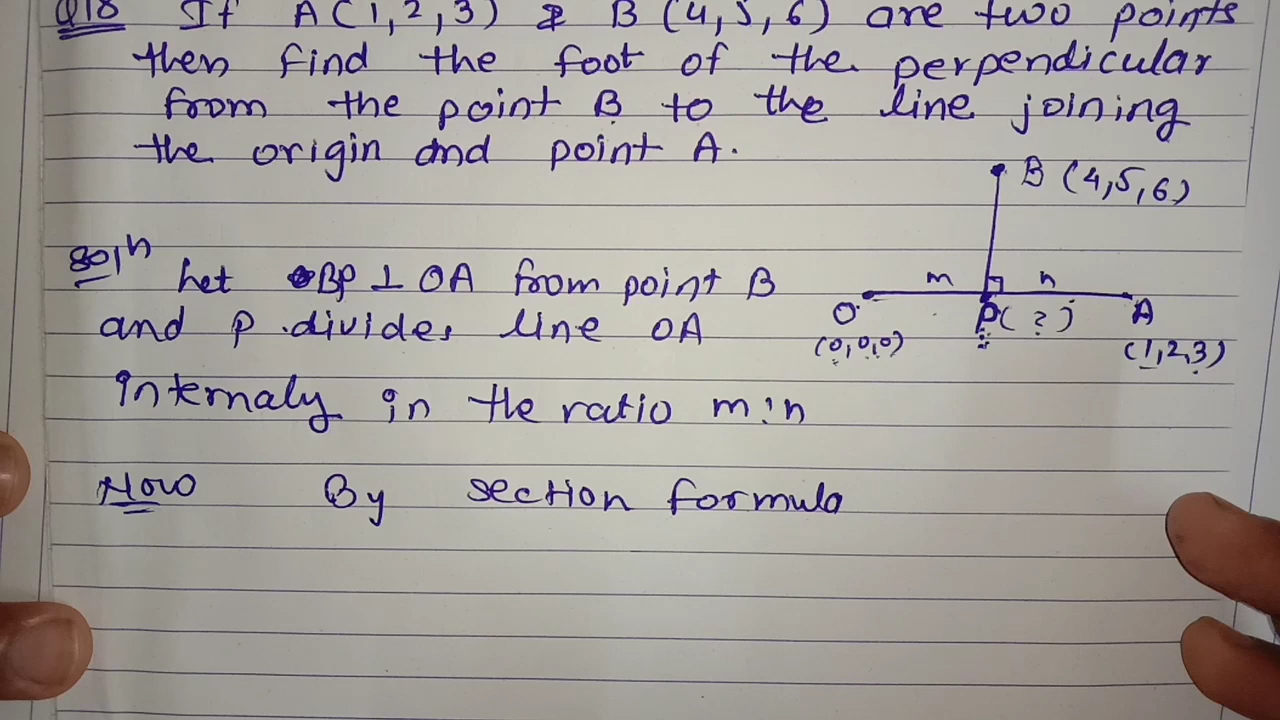 Q18 If A(1,2,3) & B (4,5,6) are two points
then find the foot of the perpendicular
from the point B to the line joining
the origin and point A.
B (4,5,6)
Soln Let BP ⊥ OA from point B
m n
and P divides line OA
O P(?) A
(0,0,0) (1,2,3)
internaly in the ratio m:n
Now By section formula